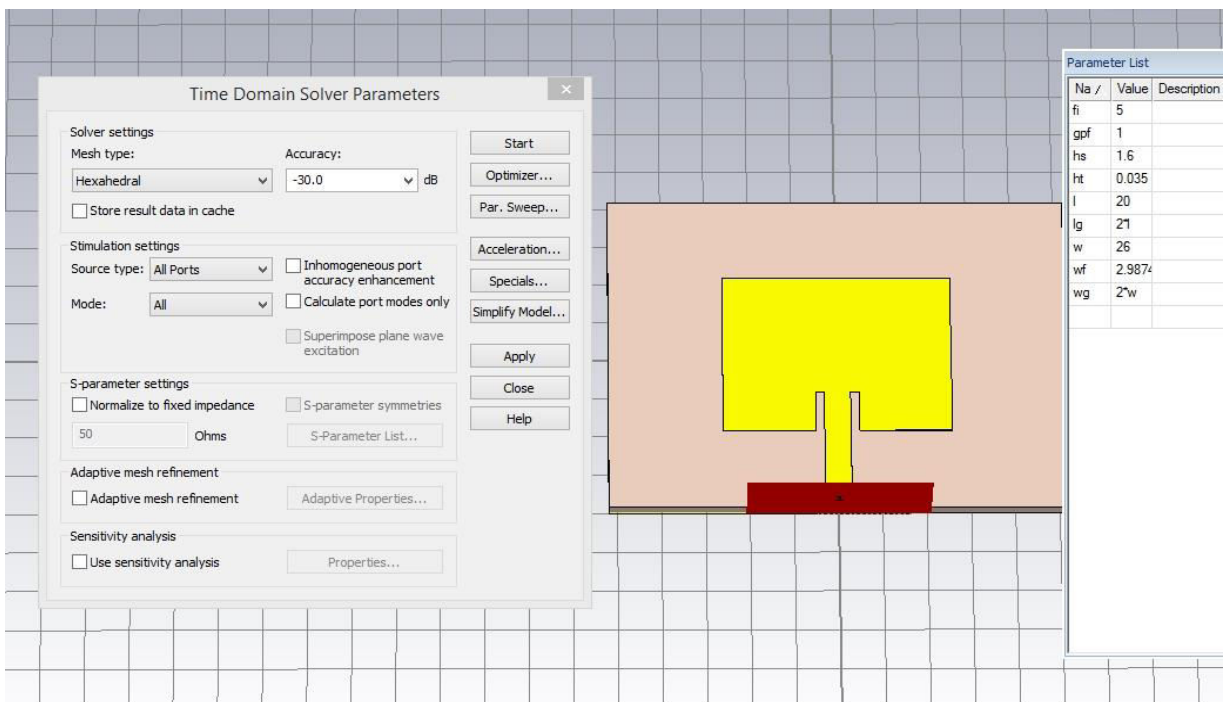 Time Domain Solver Parameters
Solver settings
Mesh type:
Accuracy:
Hexahedral
-30.0
dB
Store result data in cache
Stimulation settings
Source type:
All Ports
Inhomogeneous port
accuracy enhancement
Mode:
All
Calculate port modes only
Superimpose plane wave
excitation
S-parameter settings
Normalize to fixed impedance
S-parameter symmetries
50
Ohms
S-Parameter List...
Adaptive mesh refinement
Adaptive mesh refinement
Adaptive Properties...
Sensitivity analysis
Use sensitivity analysis
Properties...
Start
Optimizer...
Par. Sweep...
Acceleration...
Specials...
Simplify Model...
Apply
Close
Help
Parameter List
Na / Value Description
fi 5
gpf 1
hs 1.6
ht 0.035
l 20
lg 2*l
w 26
wf 2.9874
wg 2*w